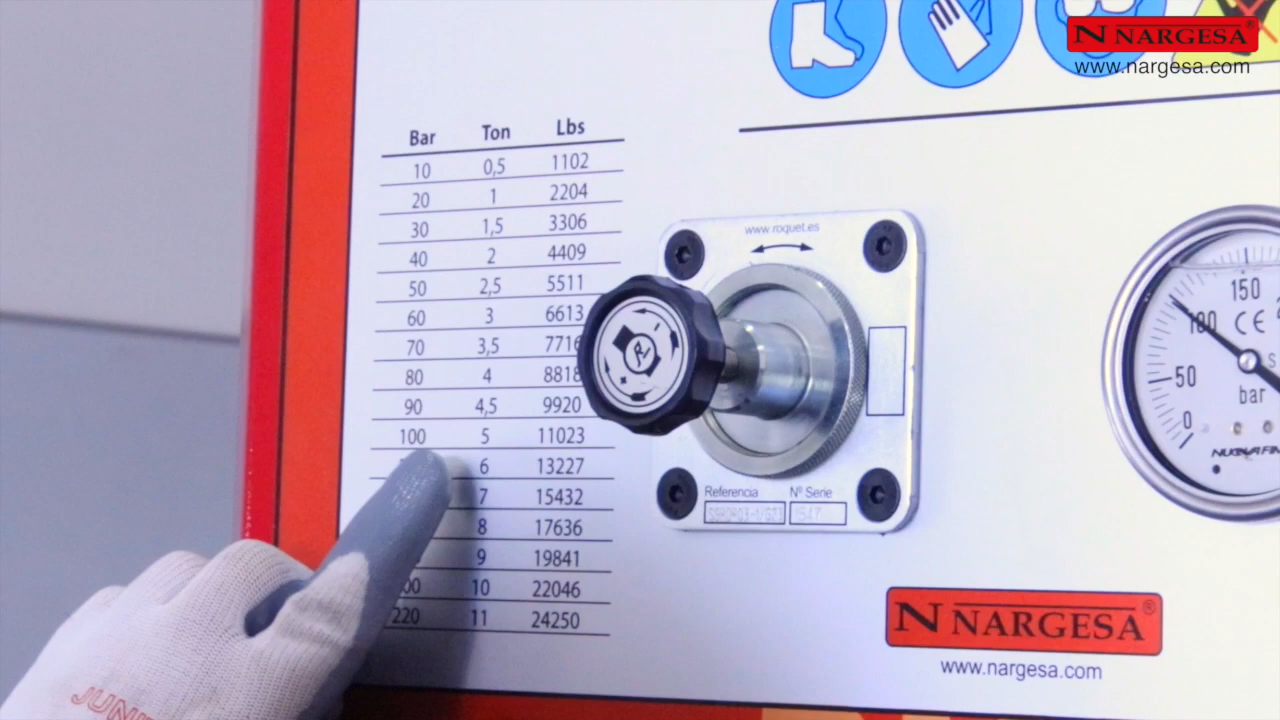 NARGESA®
www.nargesa.com
Bar Ton Lbs
10 0,5 1102
20 1 2204
30 1,5 3306
40 2 4409
50 2,5 5511
60 3 6613
70 3,5 7716
80 4 8818
90 4,5 9920
100 5 11023
6 13227
7 15432
8 17636
9 19841
10 22046
220 11 24250
www.roquet.es
R
Referencia Nº Serie
150
100
CE
50
bar
0
N NARGESA®
www.nargesa.com